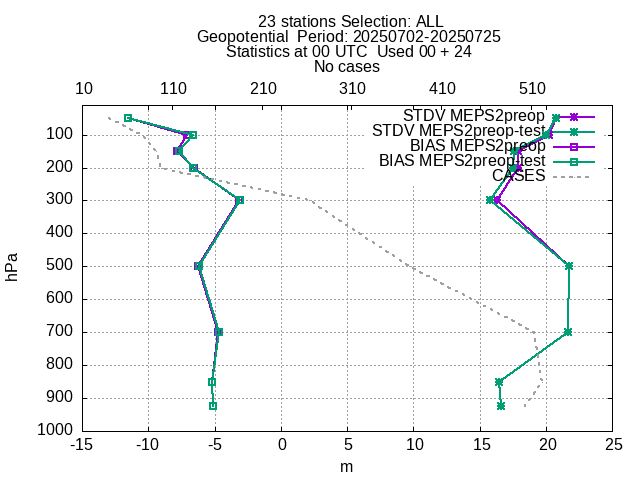 23 stations Selection: ALL
Geopotential  Period: 20250702-20250725
Statistics at 00 UTC  Used 00 + 24
No cases
10 110 210 310 410 510
STDV MEPS2preop
STDV MEPS2preop-test
BIAS MEPS2preop
BIAS MEPS2preop-test
CASES
100
200
300
400
500
600
700
800
900
1000
hPa
-15 -10 -5 0 5 10 15 20 25
m